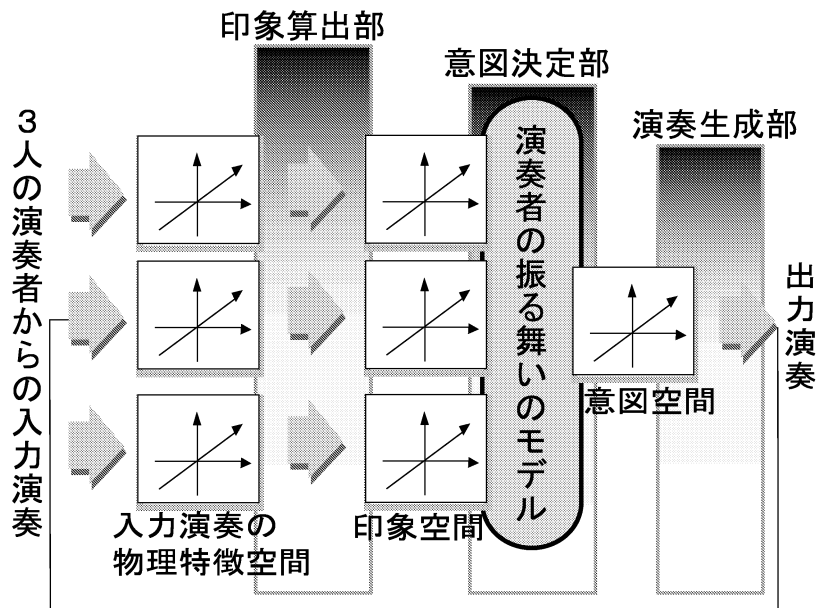 印象算出部
意図決定部
演奏生成部
３人の演奏者からの入力演奏
演奏者の振る舞いのモデル
出力演奏
意図空間
入力演奏の
物理特徴空間
印象空間